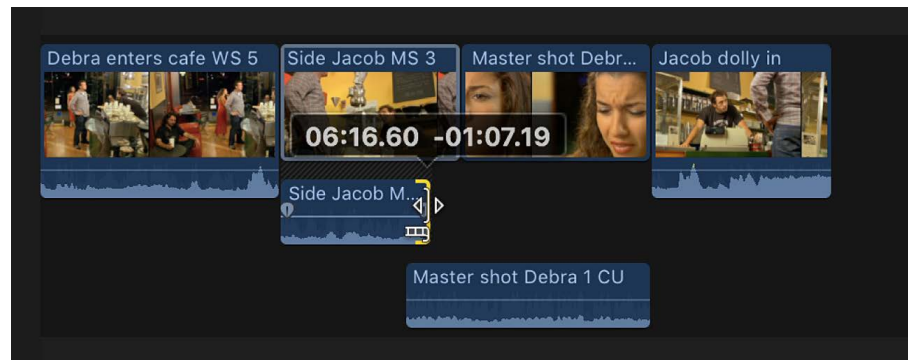 Debra enters cafe WS 5
Side Jacob MS 3
Master shot Debr...
Jacob dolly in
06:16.60 -01:07.19
Side Jacob M...
Master shot Debra 1 CU